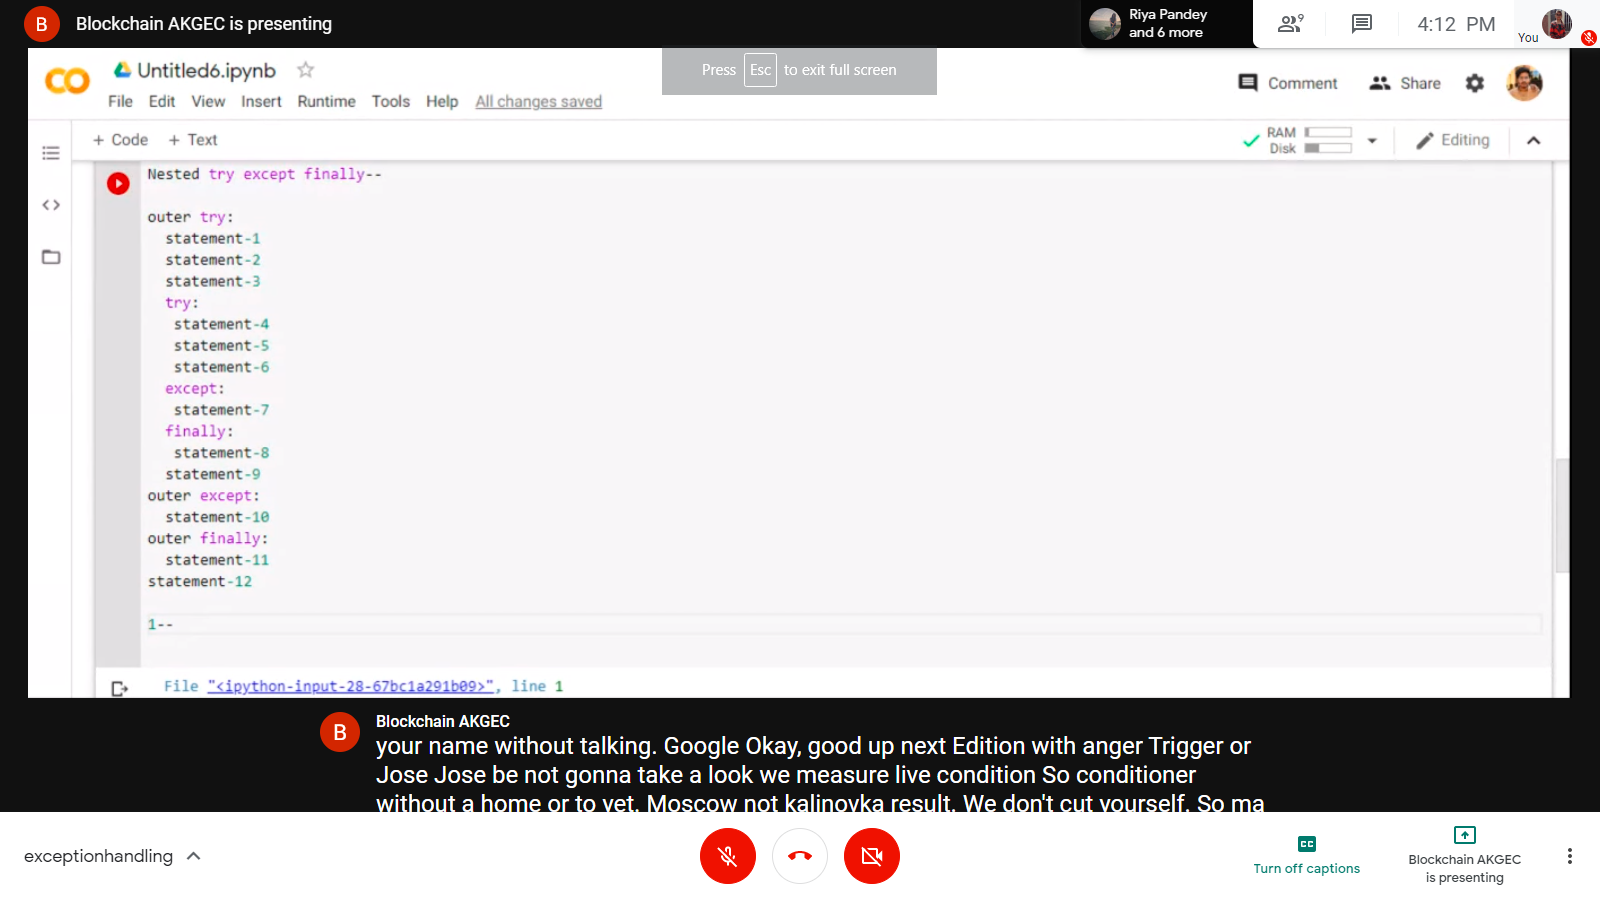 B Blockchain AKGEC is presenting
Riya Pandey
and 6 more
9
4:12 PM
You
Untitled6.ipynb
Press Esc to exit full screen
Comment
Share
File Edit View Insert Runtime Tools Help All changes saved
+ Code + Text
RAM
Disk
Editing
Nested try except finally--
outer try:
statement-1
statement-2
statement-3
try:
statement-4
statement-5
statement-6
except:
statement-7
finally:
statement-8
statement-9
outer except:
statement-10
outer finally:
statement-11
statement-12
1--
File "<ipython-input-28-67bc1a291b09>", line 1
B
Blockchain AKGEC
your name without talking. Google Okay, good up next Edition with anger Trigger or
Jose Jose be not gonna take a look we measure live condition So conditioner
without a home or to yet. Moscow not kalinovka result. We don't cut yourself. So ma
exceptionhandling
CC
Turn off captions
Blockchain AKGEC
is presenting